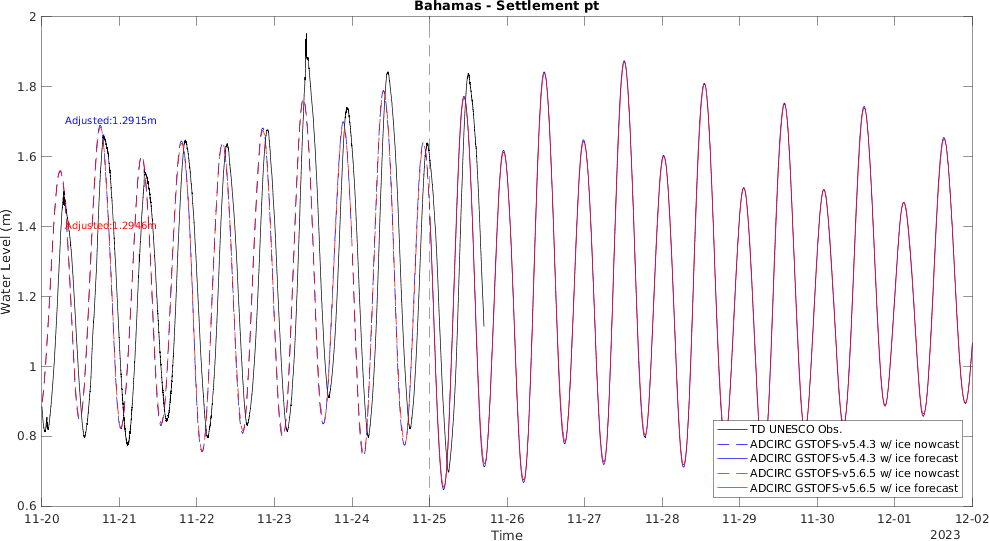 Bahamas - Settlement pt
Water Level (m)
2
1.8
1.6
1.4
1.2
1
0.8
0.6
Adjusted:1.2915m
Adjusted:1.2946m
TD UNESCO Obs.
ADCIRC GSTOFS-v5.4.3 w/ ice nowcast
ADCIRC GSTOFS-v5.4.3 w/ ice forecast
ADCIRC GSTOFS-v5.6.5 w/ ice nowcast
ADCIRC GSTOFS-v5.6.5 w/ ice forecast
11-20 11-21 11-22 11-23 11-24 11-25 11-26 11-27 11-28 11-29 11-30 12-01 12-02
Time
2023